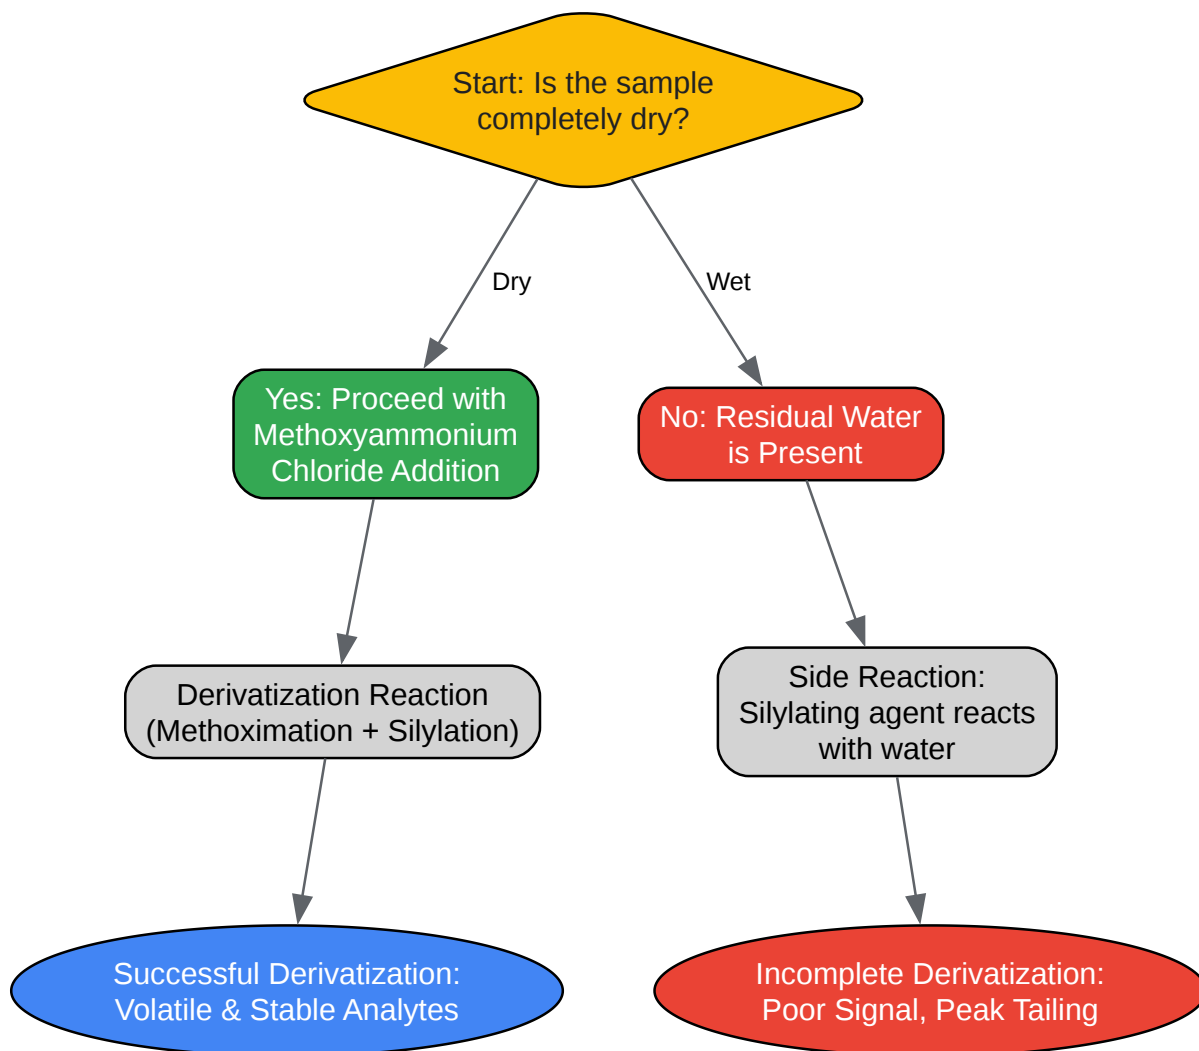 Start: Is the sample
completely dry?
Dry
Wet
Yes: Proceed with
Methoxyammonium
Chloride Addition
No: Residual Water
is Present
Derivatization Reaction
(Methoximation + Silylation)
Side Reaction:
Silylating agent reacts
with water
Successful Derivatization:
Volatile & Stable Analytes
Incomplete Derivatization:
Poor Signal, Peak Tailing